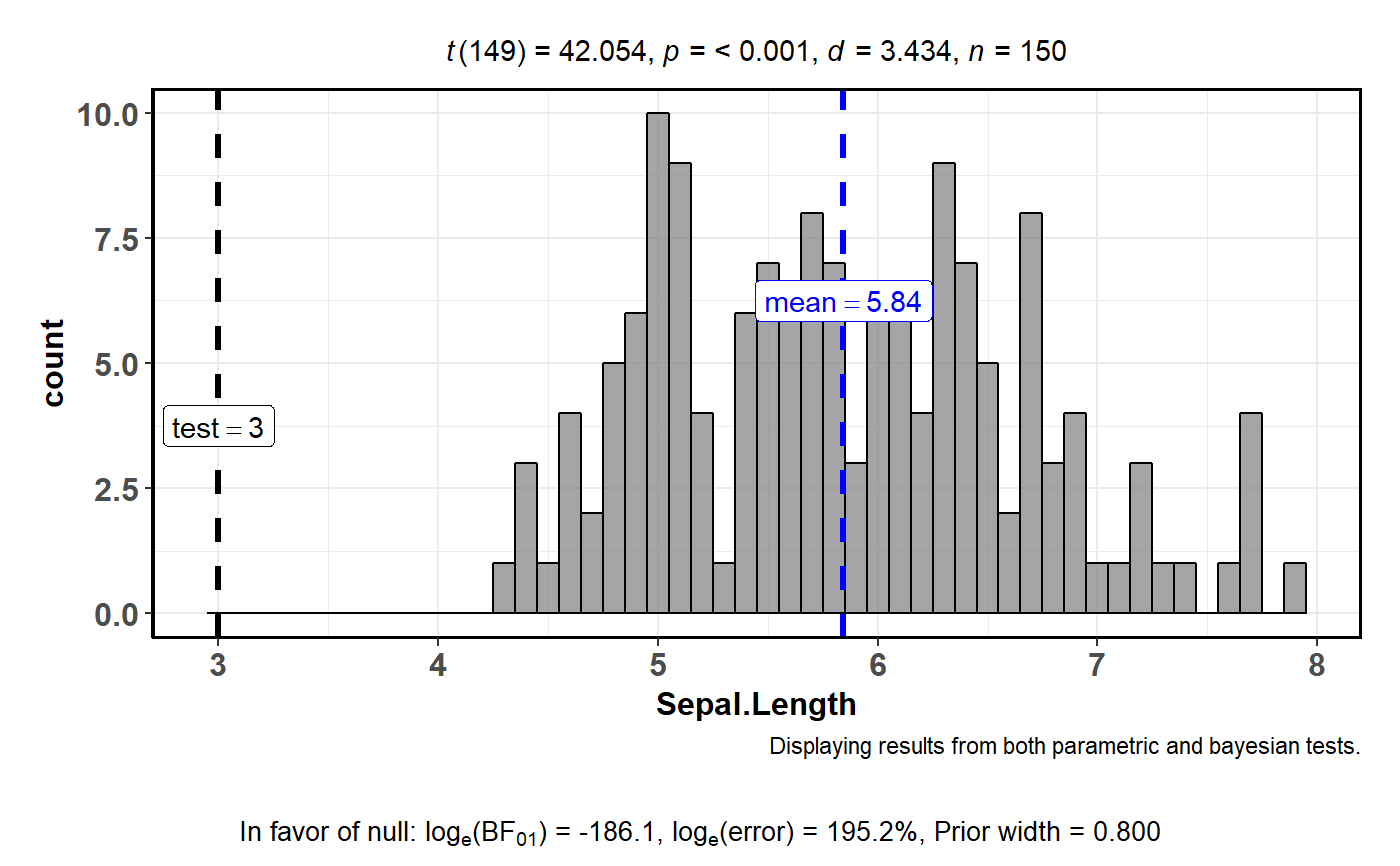 t(149) = 42.054, p = < 0.001, d = 3.434, n = 150
10.0
7.5
5.0
2.5
0.0
count
test = 3
mean = 5.84
3 4 5 6 7 8
Sepal.Length
Displaying results from both parametric and bayesian tests.
In favor of null: logₑ(BF₀₁) = -186.1, logₑ(error) = 195.2%, Prior width = 0.800